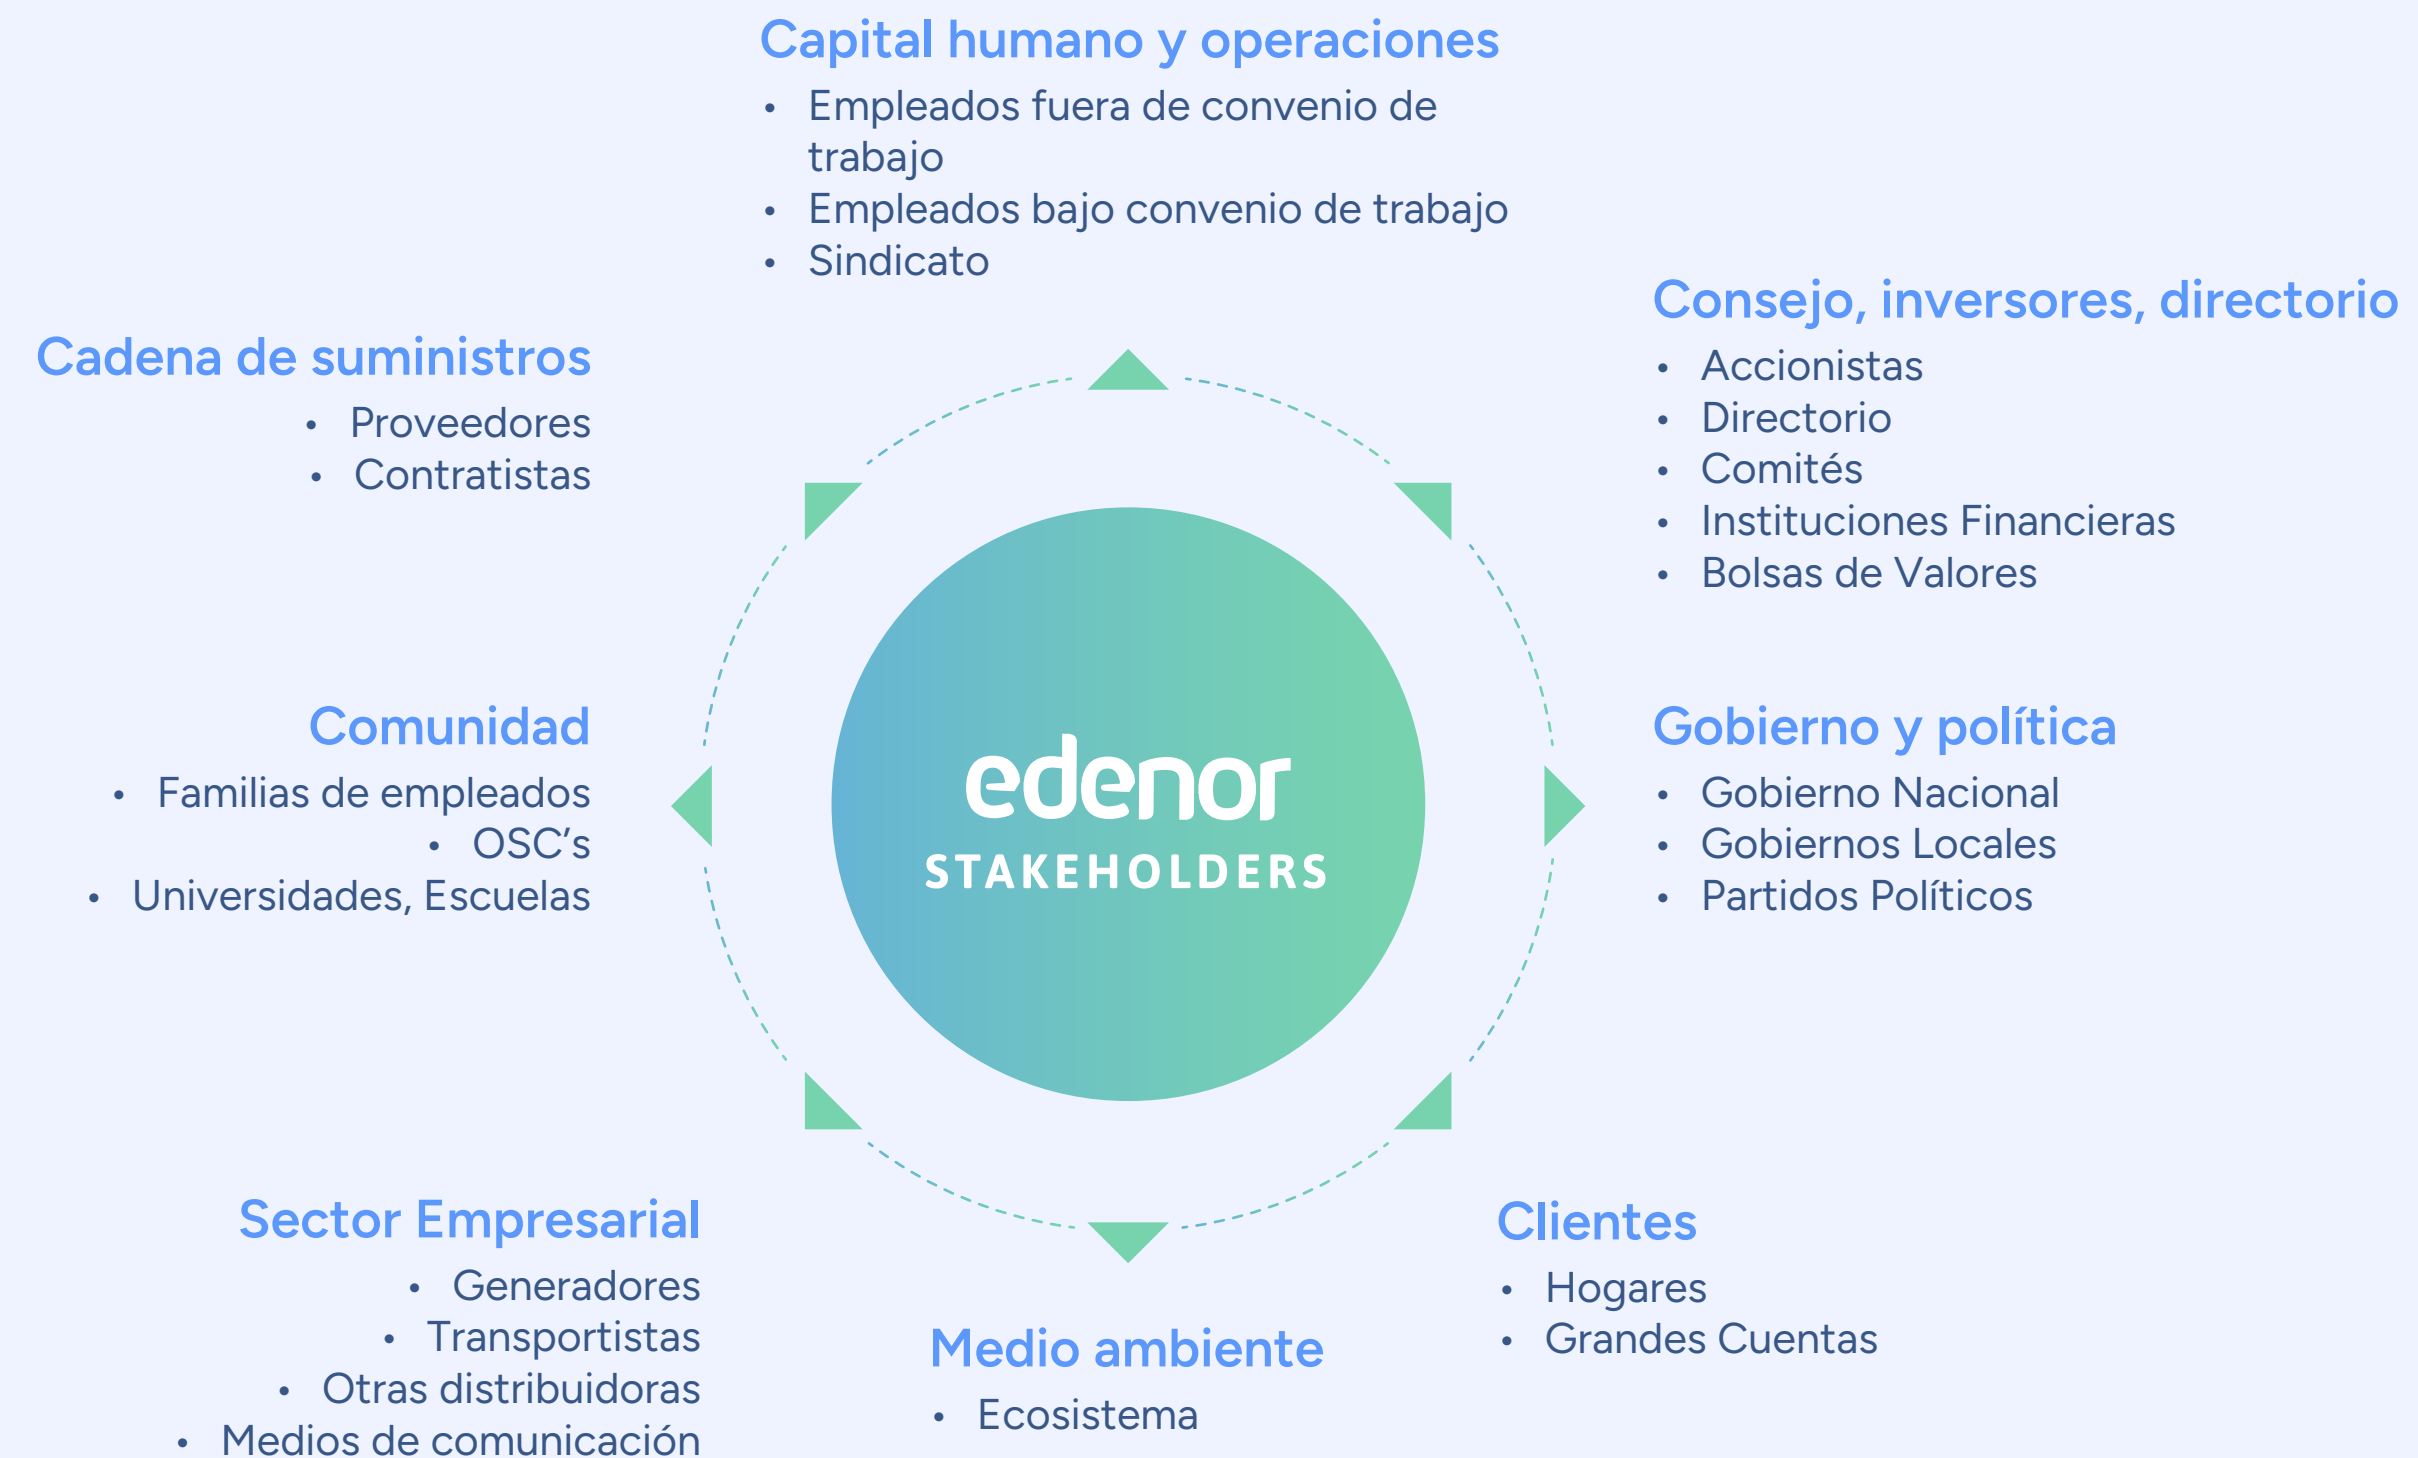 Capital humano y operaciones
• Empleados fuera de convenio de
trabajo
• Empleados bajo convenio de trabajo
• Sindicato
Consejo, inversores, directorio
• Accionistas
• Directorio
• Comités
• Instituciones Financieras
• Bolsas de Valores
Cadena de suministros
• Proveedores
• Contratistas
Comunidad
• Familias de empleados
• OSC’s
• Universidades, Escuelas
edenor
STAKEHOLDERS
Gobierno y política
• Gobierno Nacional
• Gobiernos Locales
• Partidos Políticos
Sector Empresarial
• Generadores
• Transportistas
• Otras distribuidoras
• Medios de comunicación
Medio ambiente
• Ecosistema
Clientes
• Hogares
• Grandes Cuentas